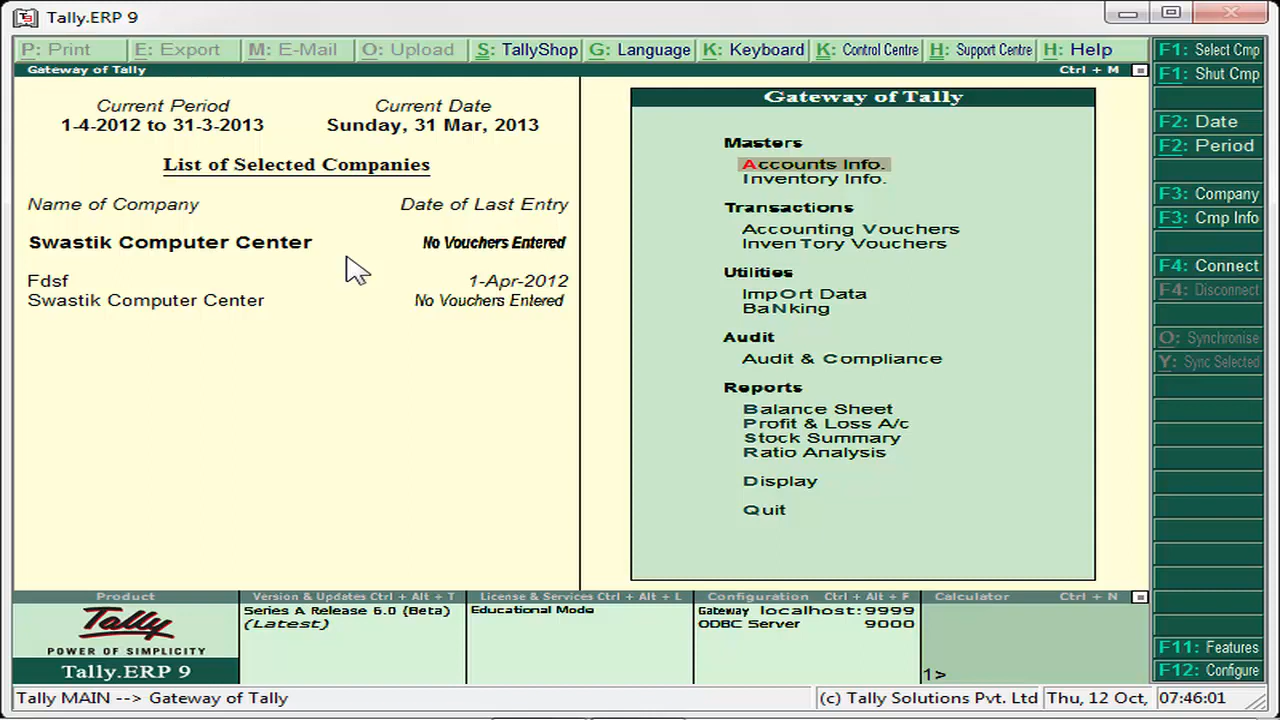 Tally.ERP 9
P: Print E: Export M: E-Mail O: Upload S: TallyShop G: Language K: Keyboard K: Control Centre H: Support Centre H: Help
Gateway of Tally Ctrl + M
Current Period Current Date
1-4-2012 to 31-3-2013 Sunday, 31 Mar, 2013
List of Selected Companies
Name of Company Date of Last Entry
Swastik Computer Center No Vouchers Entered
Fdsf 1-Apr-2012
Swastik Computer Center No Vouchers Entered
Gateway of Tally
Masters
Accounts Info.
Inventory Info.
Transactions
Accounting Vouchers
InvenTory Vouchers
Utilities
ImpOrt Data
BaNking
Audit
Audit & Compliance
Reports
Balance Sheet
Profit & Loss A/c
Stock Summary
Ratio Analysis
Display
Quit
F1: Select Cmp
F1: Shut Cmp
F2: Date
F2: Period
F3: Company
F3: Cmp Info
F4: Connect
F4: Disconnect
O: Synchronise
Y: Sync Selected
F11: Features
F12: Configure
Product
Tally
POWER OF SIMPLICITY
Tally.ERP 9
Version & Updates Ctrl + Alt + T
Series A Release 6.0 (Beta)
(Latest)
License & Services Ctrl + Alt + L
Educational Mode
Configuration Ctrl + Alt + F
Gateway localhost:9999
ODBC Server 9000
Calculator Ctrl + N
1>
Tally MAIN --> Gateway of Tally (c) Tally Solutions Pvt. Ltd Thu, 12 Oct, 07:46:01